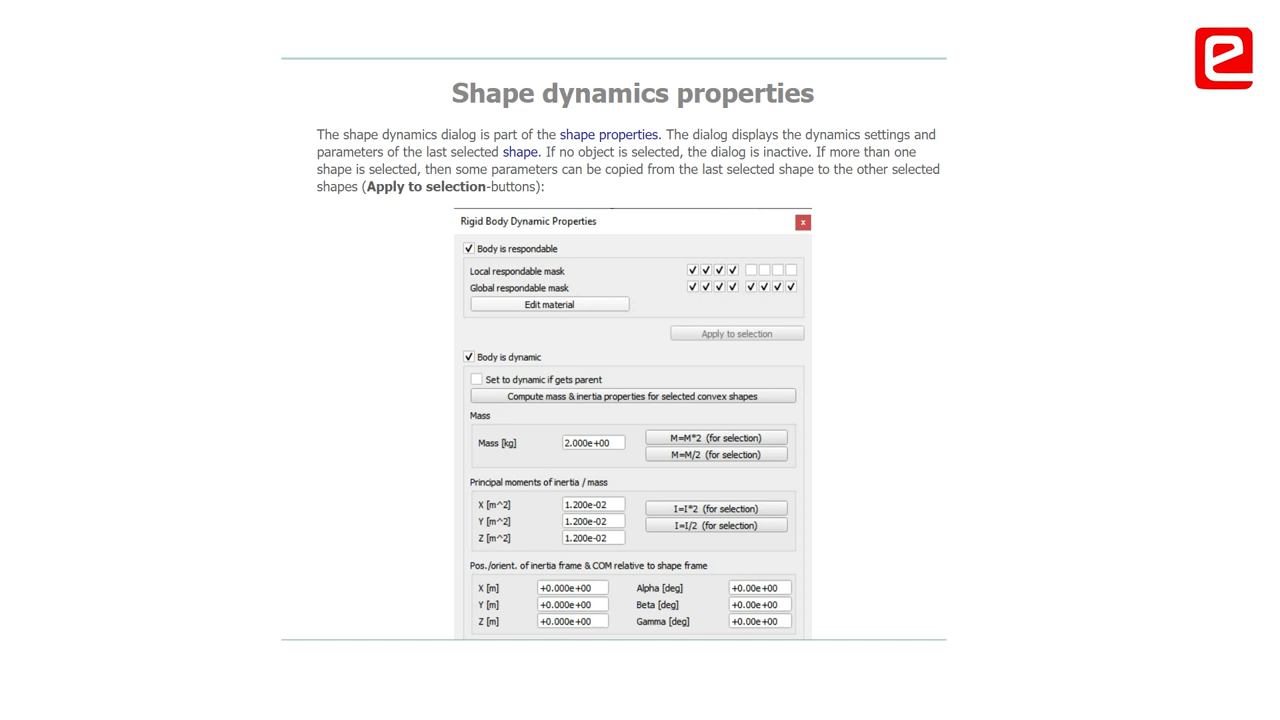 Shape dynamics properties
The shape dynamics dialog is part of the shape properties. The dialog displays the dynamics settings and
parameters of the last selected shape. If no object is selected, the dialog is inactive. If more than one
shape is selected, then some parameters can be copied from the last selected shape to the other selected
shapes (Apply to selection-buttons):
Rigid Body Dynamic Properties
x
Body is respondable
Local respondable mask
Global respondable mask
Edit material
Apply to selection
Body is dynamic
Set to dynamic if gets parent
Compute mass & inertia properties for selected convex shapes
Mass
Mass [kg] 2.000e+00 M=M*2 (for selection)
M=M/2 (for selection)
Principal moments of inertia / mass
X [m^2] 1.200e-02 I=I*2 (for selection)
Y [m^2] 1.200e-02 I=I/2 (for selection)
Z [m^2] 1.200e-02
Pos./orient. of inertia frame & COM relative to shape frame
X [m] +0.000e+00 Alpha [deg] +0.00e+00
Y [m] +0.000e+00 Beta [deg] +0.00e+00
Z [m] +0.000e+00 Gamma [deg] +0.00e+00
e